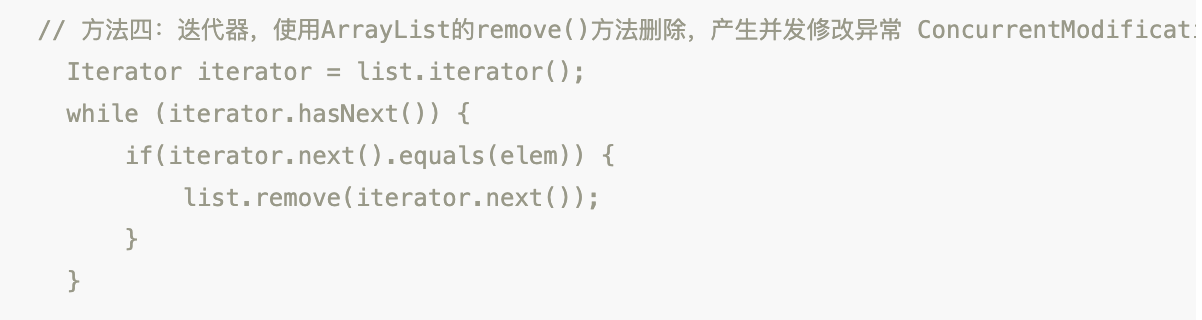 // 方法四：迭代器，使用ArrayList的remove()方法删除，产生并发修改异常 ConcurrentModificati
Iterator iterator = list.iterator();
while (iterator.hasNext()) {
if(iterator.next().equals(elem)) {
list.remove(iterator.next());
}
}